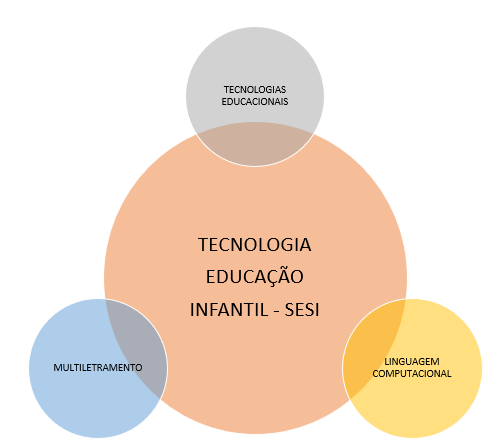 TECNOLOGIAS
EDUCACIONAIS
TECNOLOGIA
EDUCAÇÃO
INFANTIL - SESI
MULTILETRAMENTO
LINGUAGEM
COMPUTACIONAL